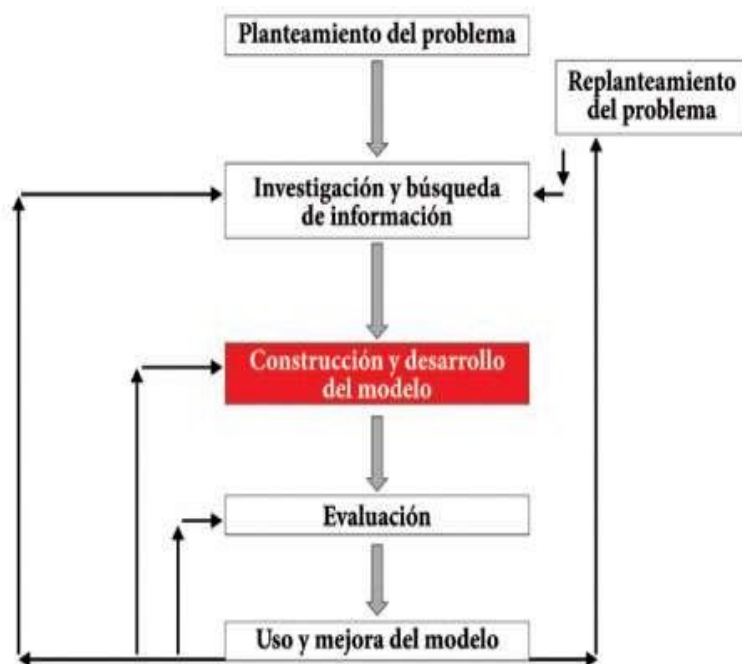 Planteamiento del problema
Replanteamiento
del problema
Investigación y búsqueda
de información
Construcción y desarrollo
del modelo
Evaluación
Uso y mejora del modelo